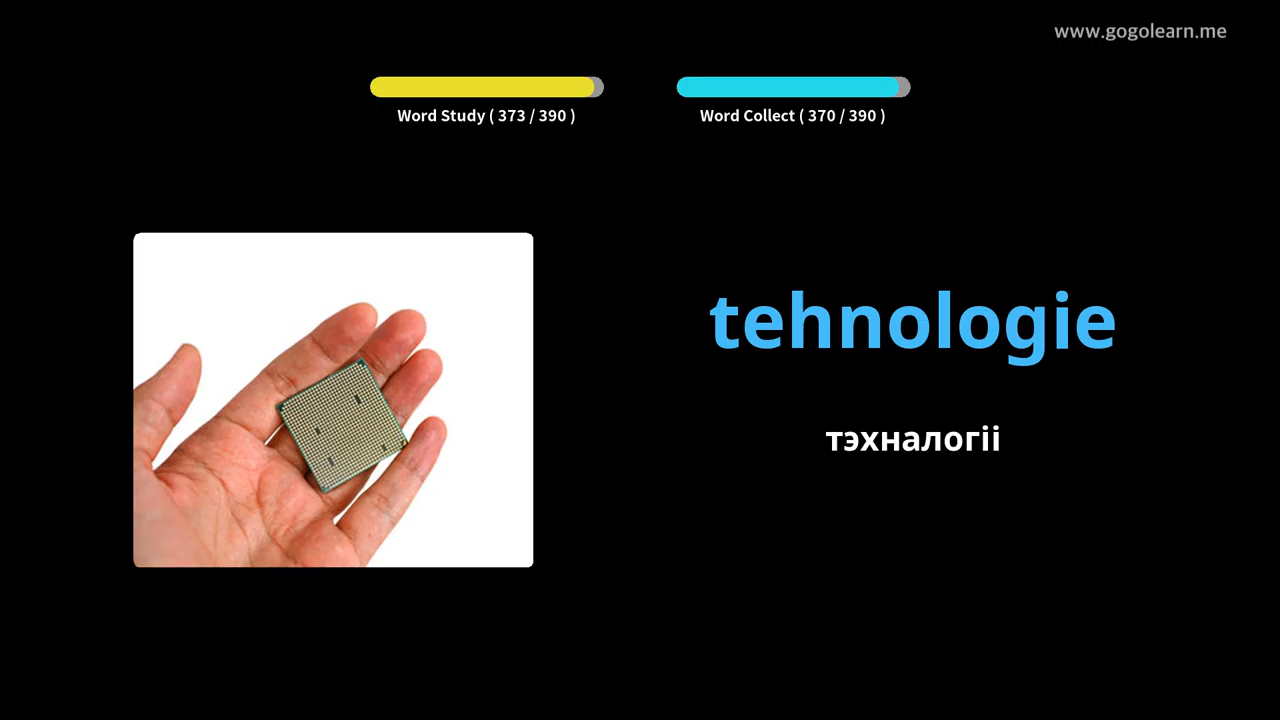 www.gogolearn.me
Word Study ( 373 / 390 )
Word Collect ( 370 / 390 )
tehnologie
тэхналогіі